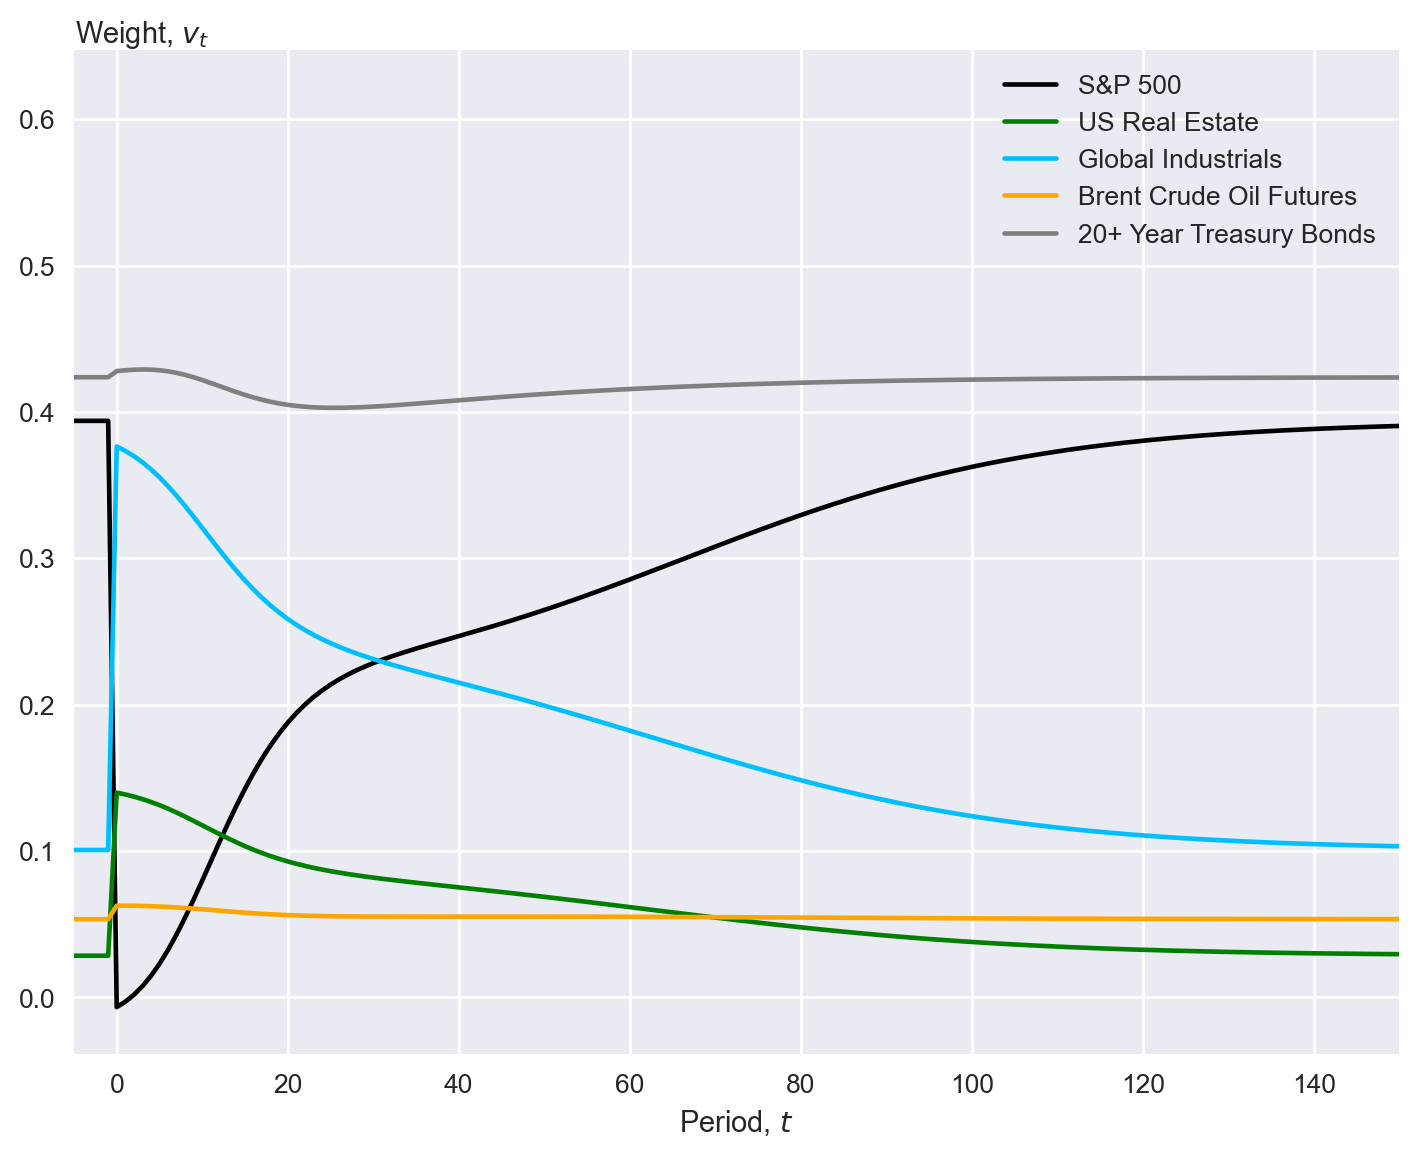 Weight, v_t
S&P 500
US Real Estate
Global Industrials
Brent Crude Oil Futures
20+ Year Treasury Bonds
0.6
0.5
0.4
0.3
0.2
0.1
0.0
0 20 40 60 80 100 120 140
Period, t